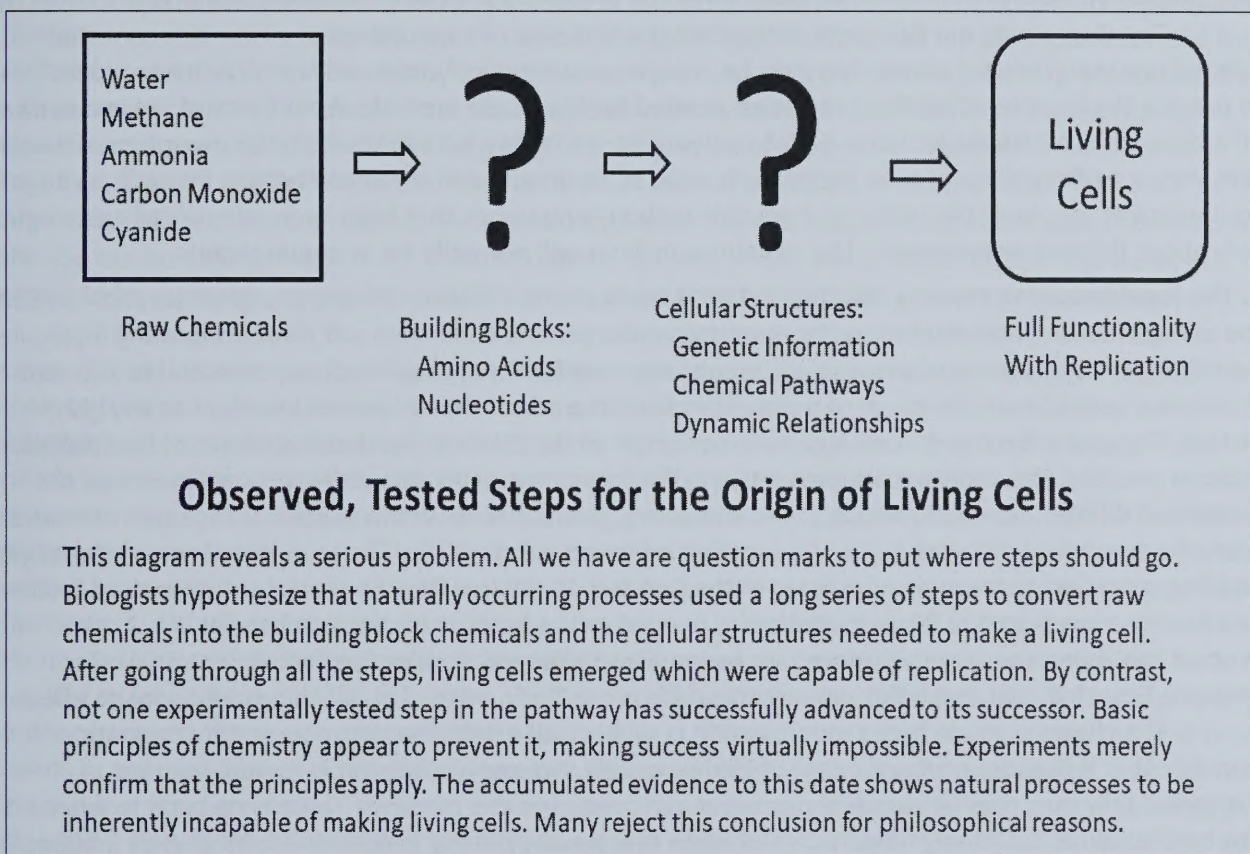 Water
Methane
Ammonia
Carbon Monoxide
Cyanide
Raw Chemicals
?
Building Blocks:
Amino Acids
Nucleotides
?
Cellular Structures:
Genetic Information
Chemical Pathways
Dynamic Relationships
Living
Cells
Full Functionality
With Replication
Observed, Tested Steps for the Origin of Living Cells
This diagram reveals a serious problem. All we have are question marks to put where steps should go.
Biologists hypothesize that naturally occurring processes used a long series of steps to convert raw
chemicals into the building block chemicals and the cellular structures needed to make a living cell.
After going through all the steps, living cells emerged which were capable of replication. By contrast,
not one experimentally tested step in the pathway has successfully advanced to its successor. Basic
principles of chemistry appear to prevent it, making success virtually impossible. Experiments merely
confirm that the principles apply. The accumulated evidence to this date shows natural processes to be
inherently incapable of making living cells. Many reject this conclusion for philosophical reasons.